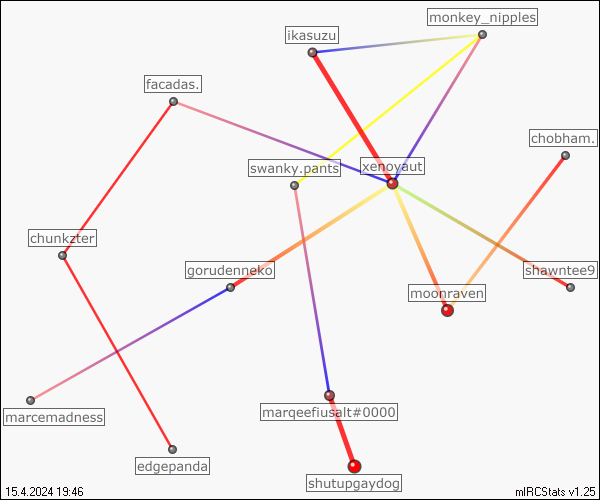 monkey_nipples
ikasuzu
facadas.
chobham.
swanky.pants
xenoyaut
chunkzter
gorudenneko
shawntee9
moonraven
marqeefiusalt#0000
marcemadness
edgepanda
shutupgaydog
15.4.2024 19:46
mIRCStats v1.25